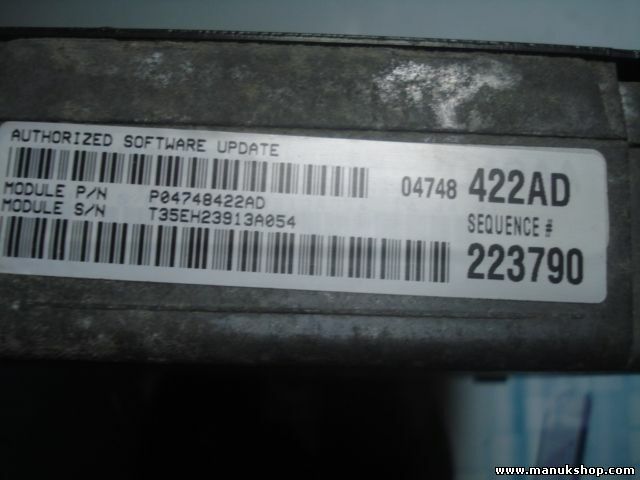 AUTHORIZED SOFTWARE UPDATE
04748 422AD
MODULE P/N P04748422AD
MODULE S/N T35EH23913A054
SEQUENCE #
223790
www.manukshop.com